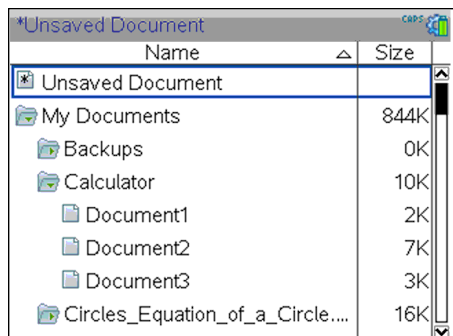 *Unsaved Document CAPS
Name Size
Unsaved Document
My Documents 844K
Backups 0K
Calculator 10K
Document1 2K
Document2 7K
Document3 3K
Circles_Equation_of_a_Circle.... 16K